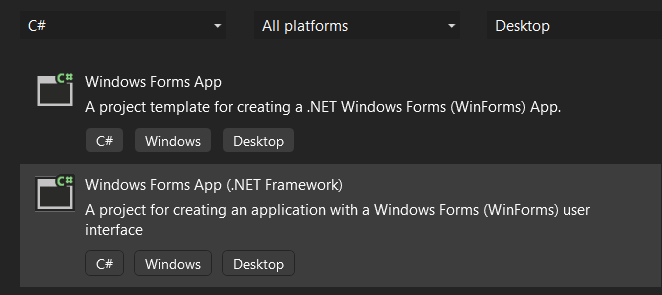 C# All platforms Desktop
C#
Windows Forms App
A project template for creating a .NET Windows Forms (WinForms) App.
C# Windows Desktop
C#
Windows Forms App (.NET Framework)
A project for creating an application with a Windows Forms (WinForms) user
interface
C# Windows Desktop